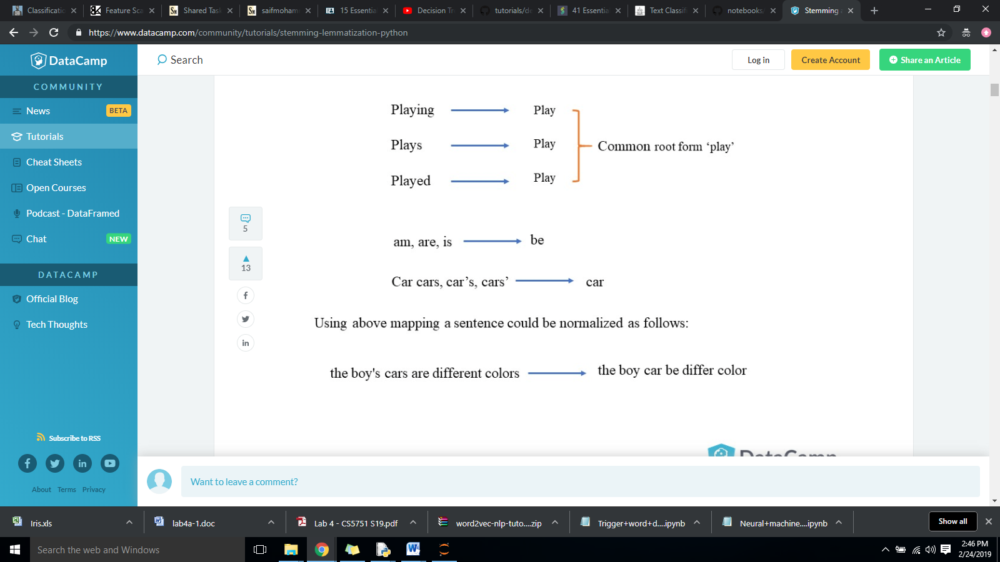 Classificatio
Feature Sca
Shared Task
saifmoham
15 Essentia
Decision Tr
tutorials/de
41 Essentia
Text Classifi
notebooks/
Stemming a
https://www.datacamp.com/community/tutorials/stemming-lemmatization-python
DataCamp
Search
Log in
Create Account
Share an Article
COMMUNITY
News BETA
Tutorials
Cheat Sheets
Open Courses
Podcast - DataFramed
Chat NEW
DATACAMP
Official Blog
Tech Thoughts
Subscribe to RSS
About Terms Privacy
5
13
Playing Play
Plays Play
Played Play
Common root form ‘play’
am, are, is be
Car cars, car’s, cars’ car
Using above mapping a sentence could be normalized as follows:
the boy's cars are different colors the boy car be differ color
DataCamp
Want to leave a comment?
Iris.xls
lab4a-1.doc
Lab 4 - CS5751 S19.pdf
word2vec-nlp-tuto....zip
Trigger+word+d....ipynb
Neural+machine....ipynb
Show all
Search the web and Windows
2:46 PM
2/24/2019